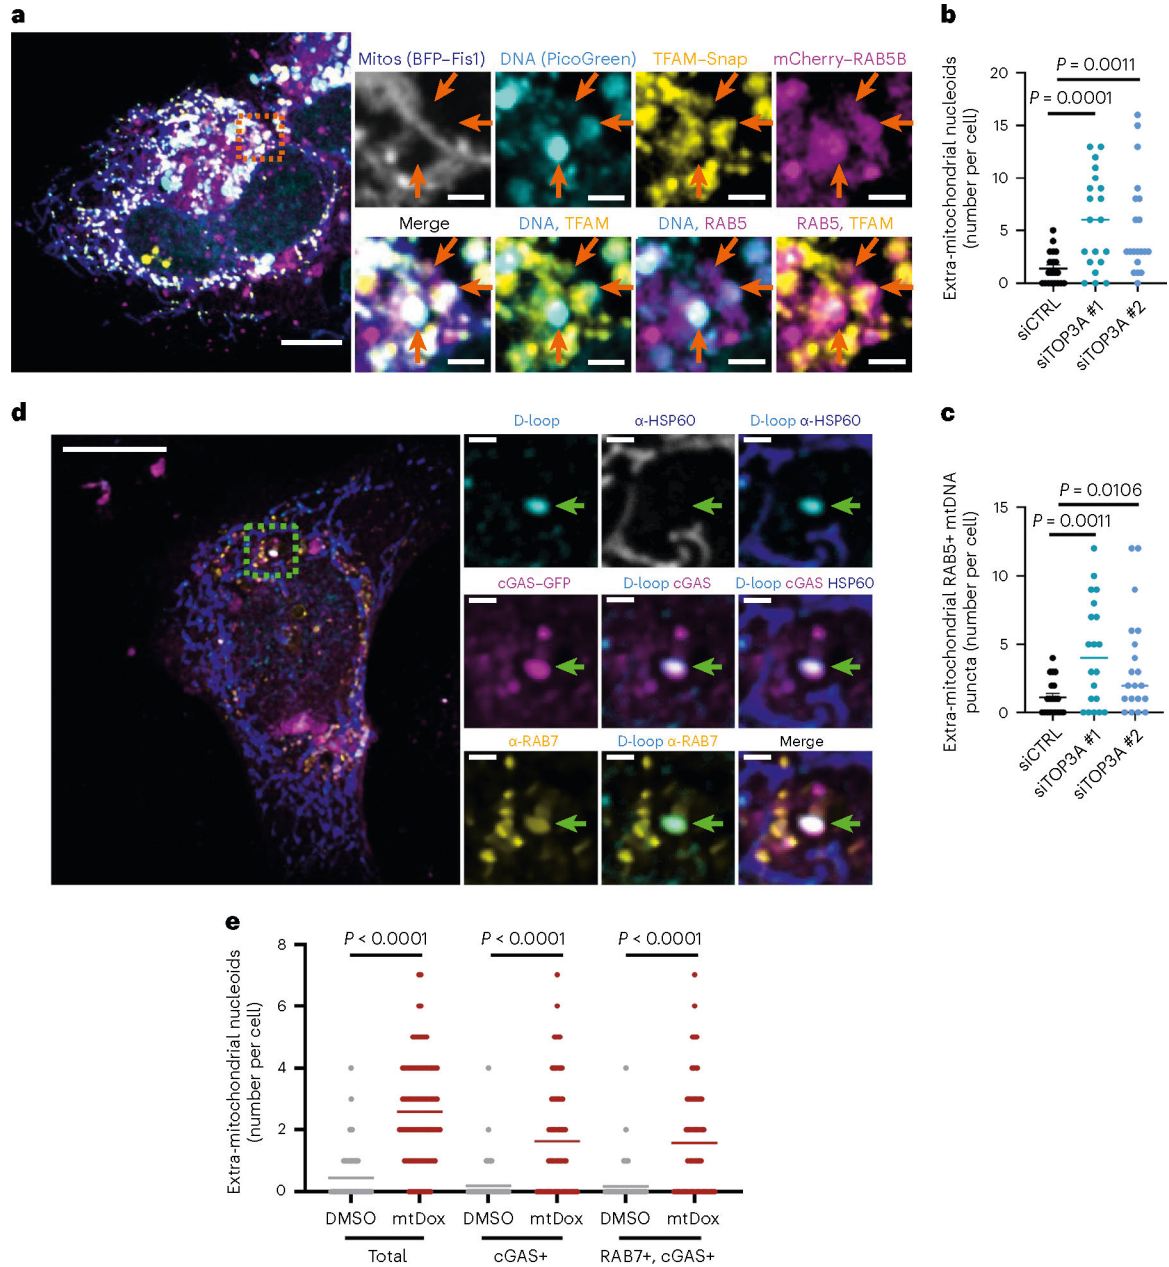 a
Mitos (BFP–Fis1)
DNA (PicoGreen)
TFAM–Snap
mCherry–RAB5B
Merge
DNA, TFAM
DNA, RAB5
RAB5, TFAM
b
Extra-mitochondrial nucleoids
(number per cell)
20
15
10
5
0
P = 0.0011
P = 0.0001
siCTRL
siTOP3A #1
siTOP3A #2
c
Extra-mitochondrial RAB5+ mtDNA
puncta (number per cell)
15
10
5
0
P = 0.0106
P = 0.0011
siCTRL
siTOP3A #1
siTOP3A #2
d
D-loop
α-HSP60
D-loop α-HSP60
cGAS–GFP
D-loop cGAS
D-loop cGAS HSP60
α-RAB7
D-loop α-RAB7
Merge
e
Extra-mitochondrial nucleoids
(number per cell)
8
6
4
2
0
P < 0.0001
P < 0.0001
P < 0.0001
DMSO
mtDox
DMSO
mtDox
DMSO
mtDox
Total
cGAS+
RAB7+, cGAS+